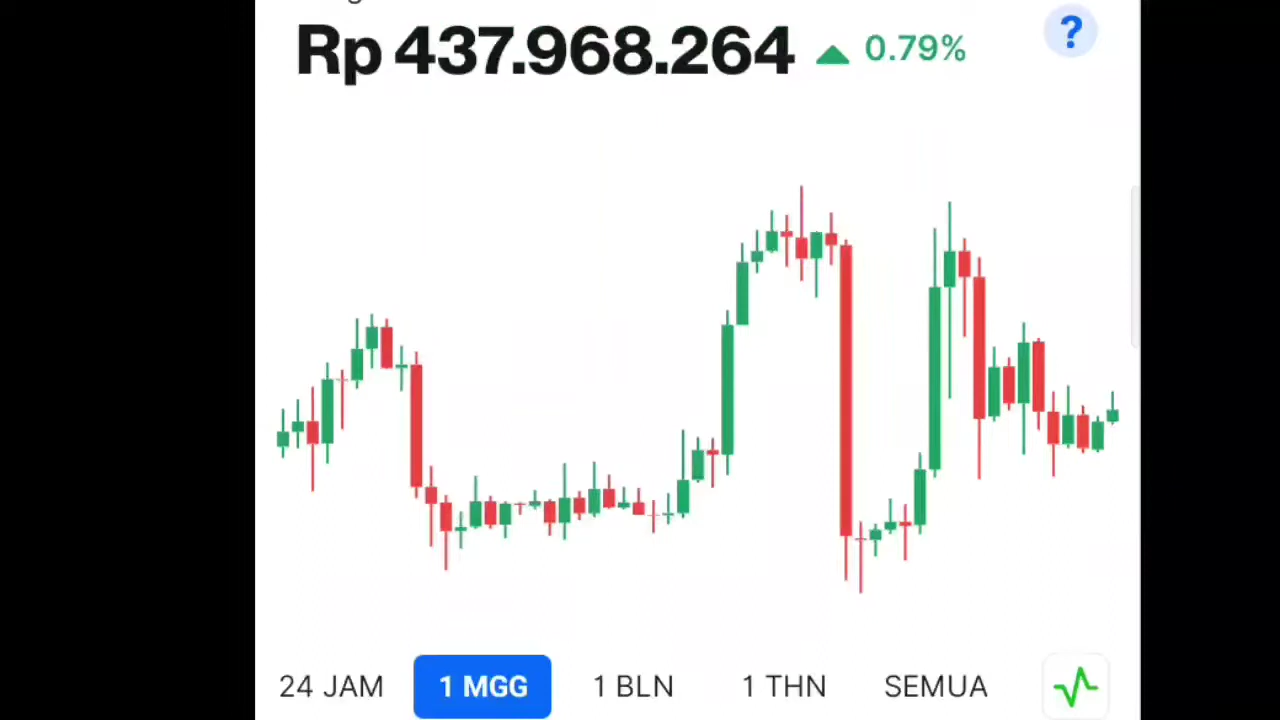 Rp 437.968.264 ▲ 0.79%
?
24 JAM 1 MGG 1 BLN 1 THN SEMUA